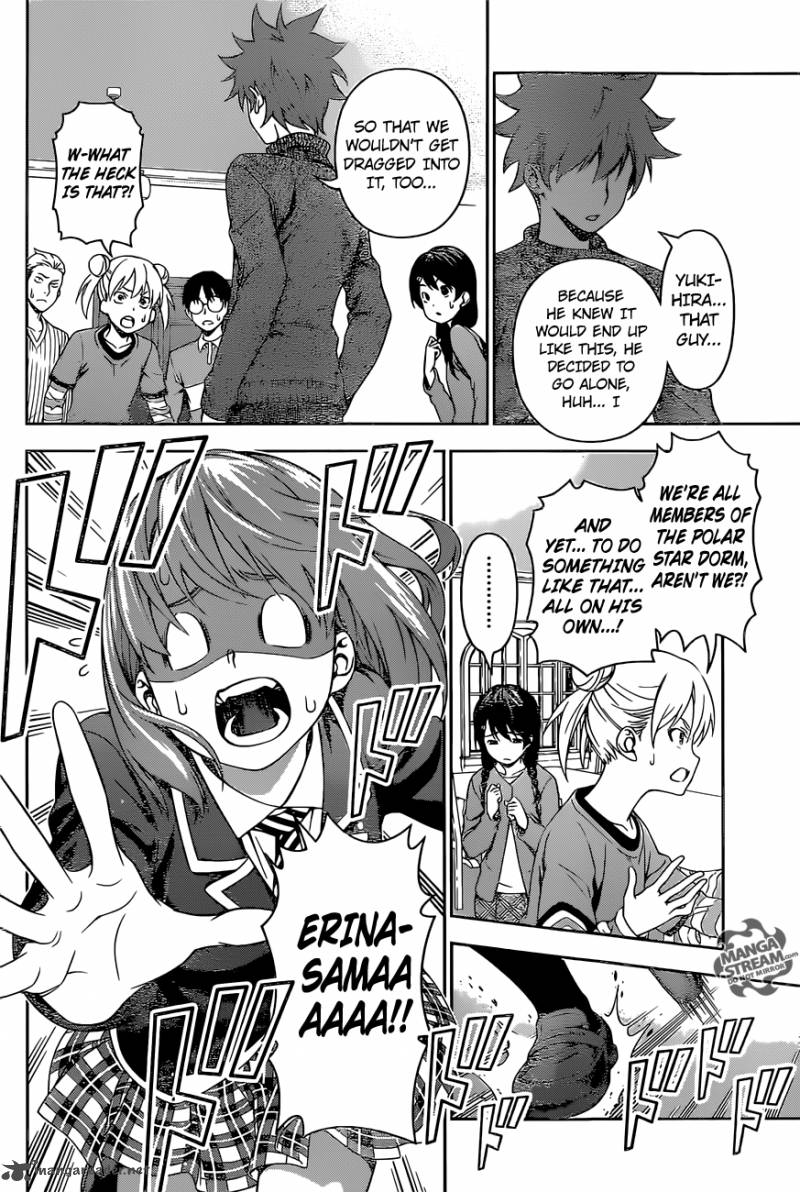 YUKI-
HIRA...
THAT
GUY...
BECAUSE
HE KNEW IT
WOULD END UP
LIKE THIS, HE
DECIDED TO
GO ALONE,
HUH... I
SO THAT WE
WOULDN'T GET
DRAGGED INTO
IT, TOO...
W-WHAT
THE HECK
IS THAT?!
WE'RE ALL
MEMBERS OF
THE POLAR
STAR DORM,
AREN'T WE?!
AND
YET... TO DO
SOMETHING
LIKE THAT...
ALL ON HIS
OWN...!
.........
ドドドドド
ドドドド
ERINA-
SAMAA
AAAA!!
MANGA
STREAM.com
DO NOT MIRROR